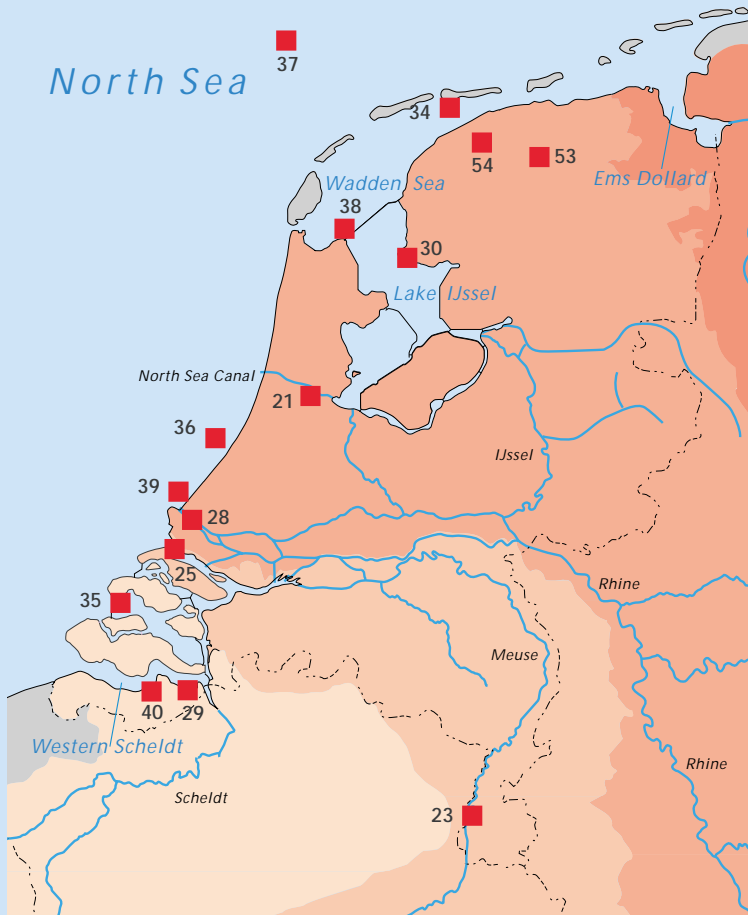 37
North Sea
34
54
53
Ems Dollard
Wadden Sea
38
30
Lake IJssel
North Sea Canal
21
36
IJssel
39
28
25
Rhine
35
Meuse
40
29
Western Scheldt
Rhine
Scheldt
23